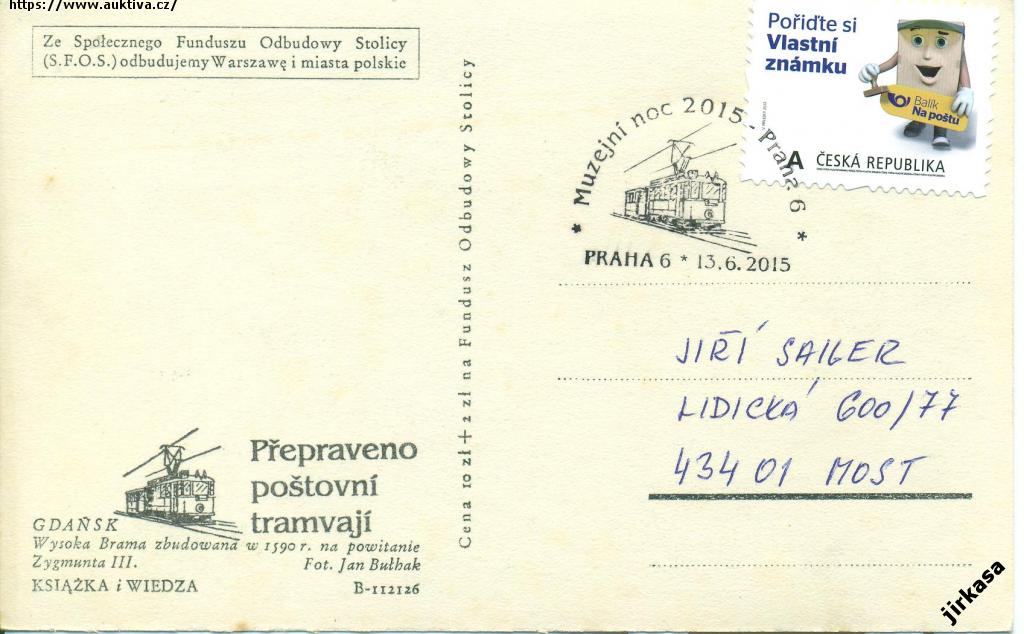 https://www.auktiva.cz/
Ze Społecznego Funduszu Odbudowy Stolicy
(S.F.O.S.) odbudujemy Warszawę i miasta polskie
Cena 10 zł + 2 zł na Fundusz Odbudowy Stolicy
Pořiďte si
Vlastní
známku
Balík
Na poštu
A ČESKÁ REPUBLIKA
* Muzejní noc 2015 - Praha 6 *
6
PRAHA 6 * 13.6.2015
JIŘÍ SAILER
LIDICKÁ 600/77
434 01 MOST
Přepraveno
poštovní
tramvají
GDAŃSK
Wysoka Brama zbudowana w 1590 r. na powitanie
Zygmunta III.
Fot. Jan Bułhak
KSIĄŻKA i WIEDZA
B-112126
jirkasa